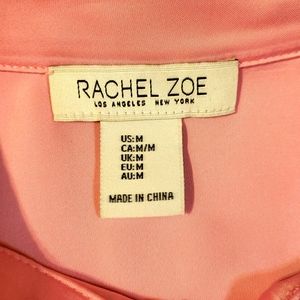 RACHEL ZOE
LOS ANGELES NEW YORK
US:M
CA:M/M
UK:M
EU:M
AU:M
MADE IN CHINA